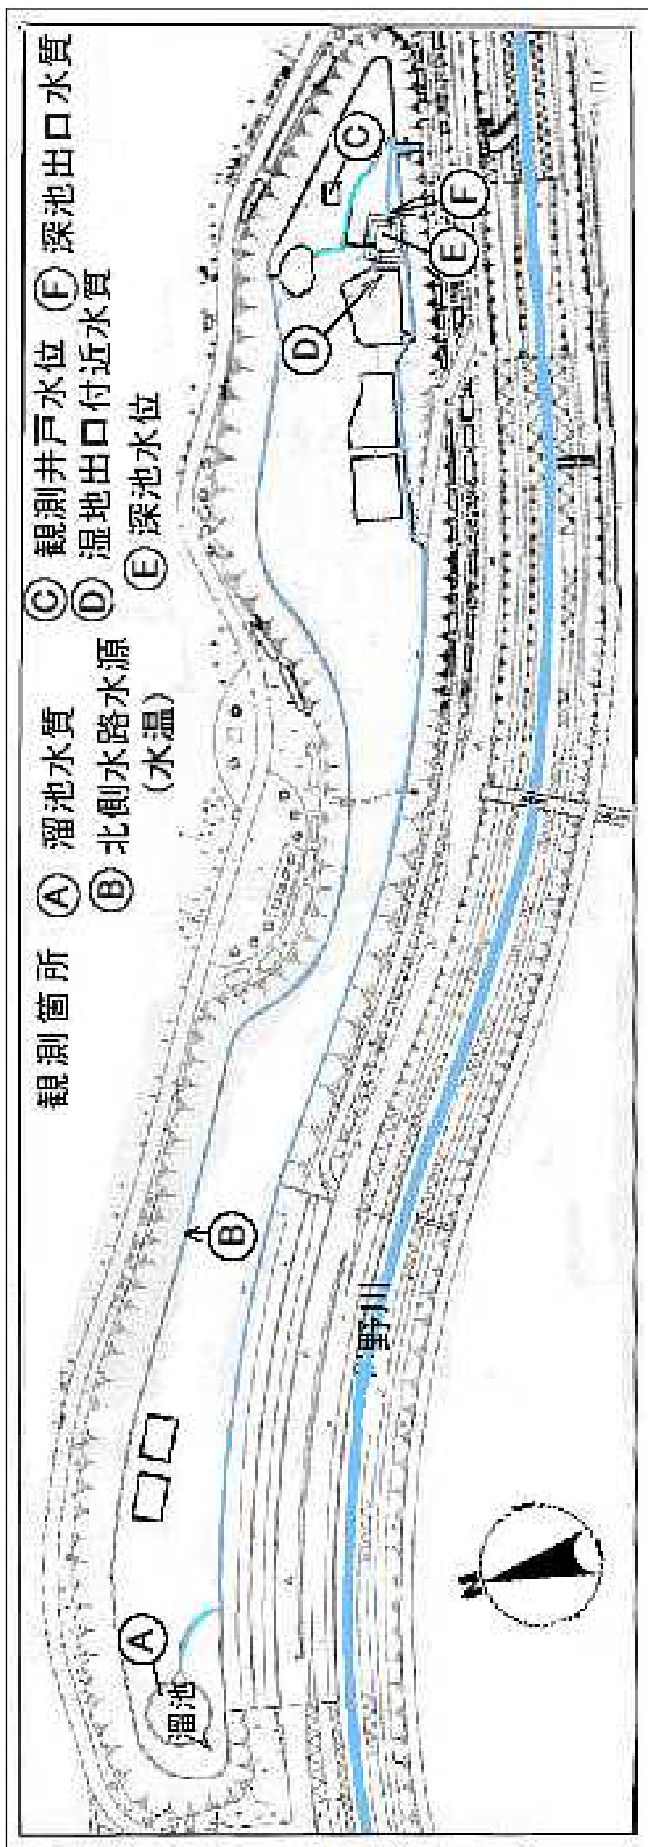 観測箇所
Ⓐ 溜池水質
Ⓑ 北側水路水源
(水温)
Ⓒ 観測井戸水位
Ⓓ 湿地出口付近水質
Ⓔ 深池水位
Ⓕ 深池出口水質
Ⓐ
溜池
Ⓑ
Ⓒ
Ⓓ
Ⓔ
Ⓕ
野川
N